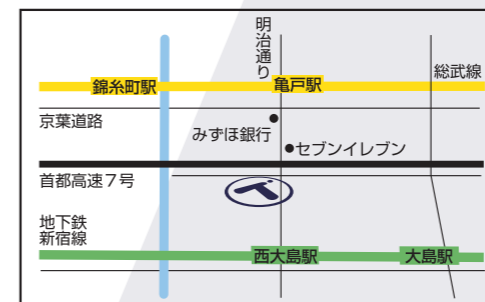 明治通り
総武線
錦糸町駅
亀戸駅
京葉道路
みずほ銀行
●セブンイレブン
首都高速7号
地下鉄
新宿線
西大島駅
大島駅